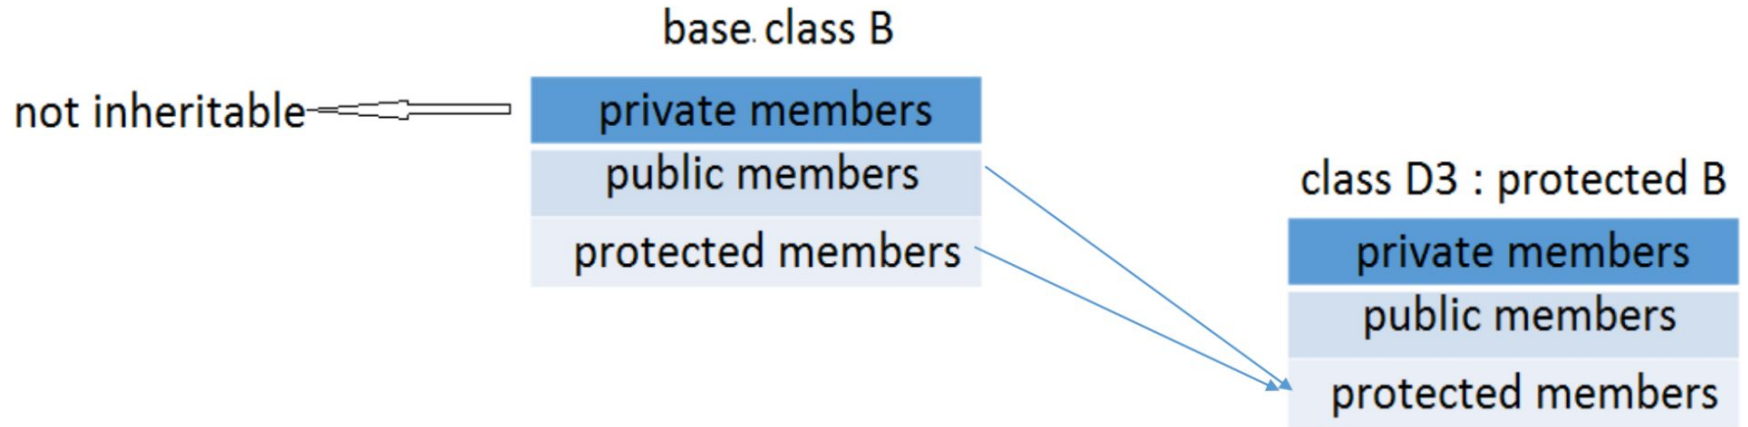 base class B
not inheritable
private members
public members
protected members
class D3 : protected B
private members
public members
protected members